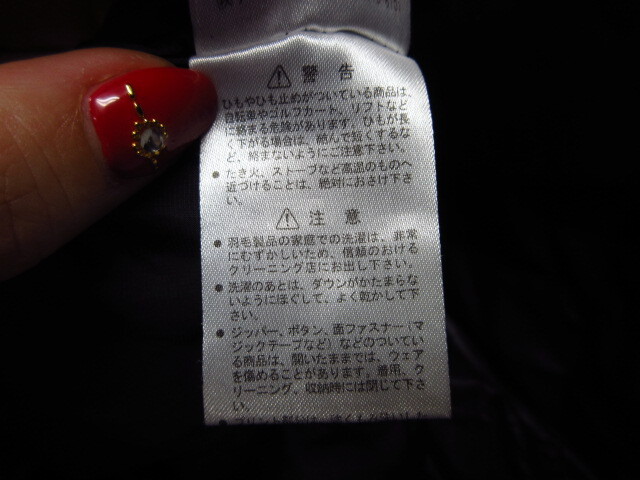 ⚠ 警告
ひもやひも止めがついている商品は、
自転車やゴルフカート、リフトなど
に絡まる危険があります。ひもが長
く下がる場合は、結んで短くするな
ど、絡まないようにご注意下さい。
● たき火、ストーブなど高温のものへ
近づけることは、絶対におさけ下さ
い。
⚠ 注意
● 羽毛製品の家庭での洗濯は、非常
にむずかしいため、信頼のおける
クリーニング店にお出し下さい。
● 洗濯のあとは、ダウンがかたまらな
いようにほぐして、よく乾かして下
さい。
● ジッパー、ボタン、面ファスナー(マ
ジックテープなど)などのついてい
る商品は、開いたままでは、ウェア
を傷めることがあります。着用、ク
リーニング、収納時には閉じて下さ
い。